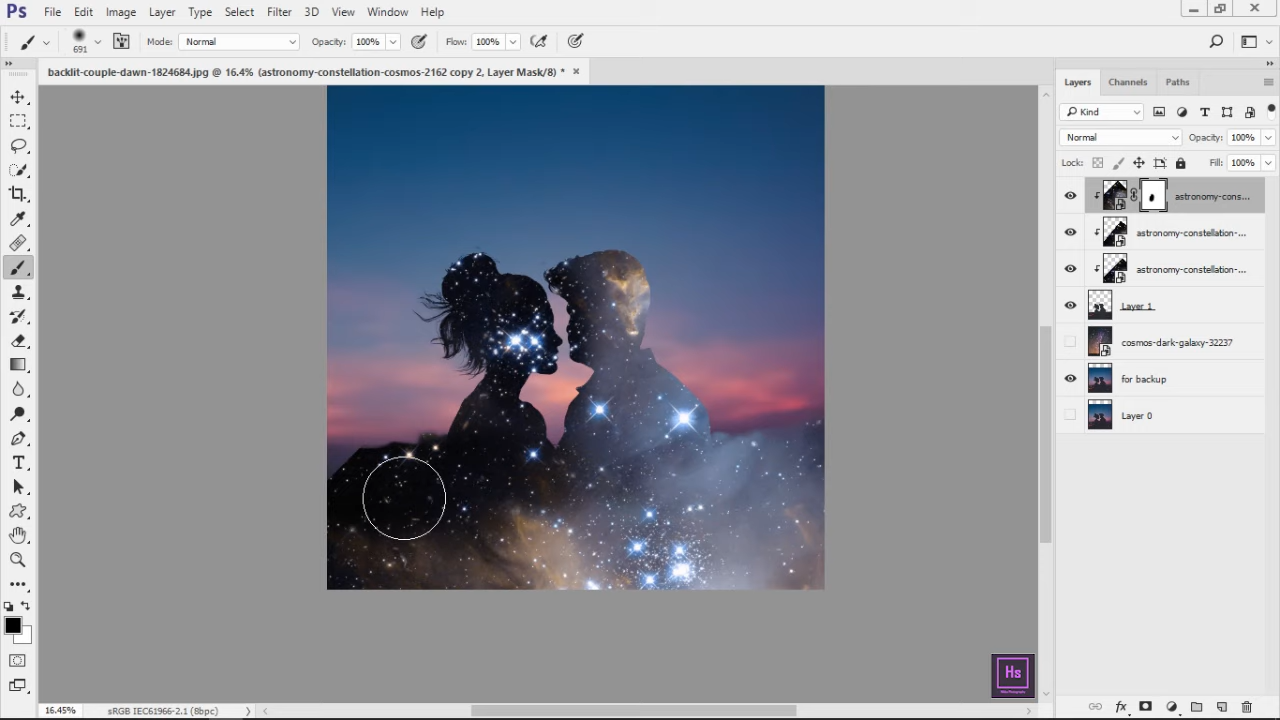 Ps File Edit Image Layer Type Select Filter 3D View Window Help
691 Mode: Normal Opacity: 100% Flow: 100%
backlit-couple-dawn-1824684.jpg @ 16.4% (astronomy-constellation-cosmos-2162 copy 2, Layer Mask/8) *
Layers Channels Paths
Kind
Normal Opacity: 100%
Lock: Fill: 100%
astronomy-cons...
astronomy-constellation-...
astronomy-constellation-...
Layer 1
cosmos-dark-galaxy-32237
for backup
Layer 0
Hs
16.45% sRGB IEC61966-2.1 (8bpc)